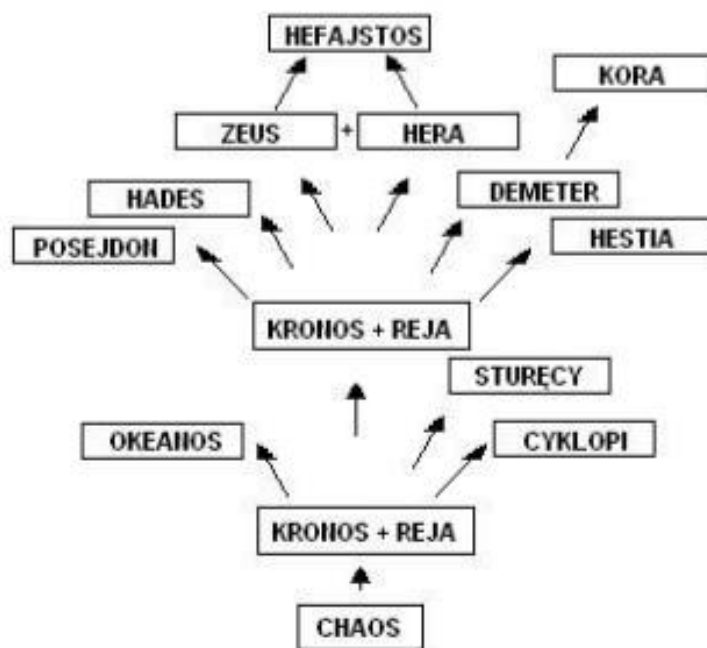 HEFAJSTOS
KORA
ZEUS + HERA
HADES
DEMETER
POSEJDON
HESTIA
KRONOS + REJA
STURĘCY
OKEANOS
CYKLOPI
KRONOS + REJA
CHAOS